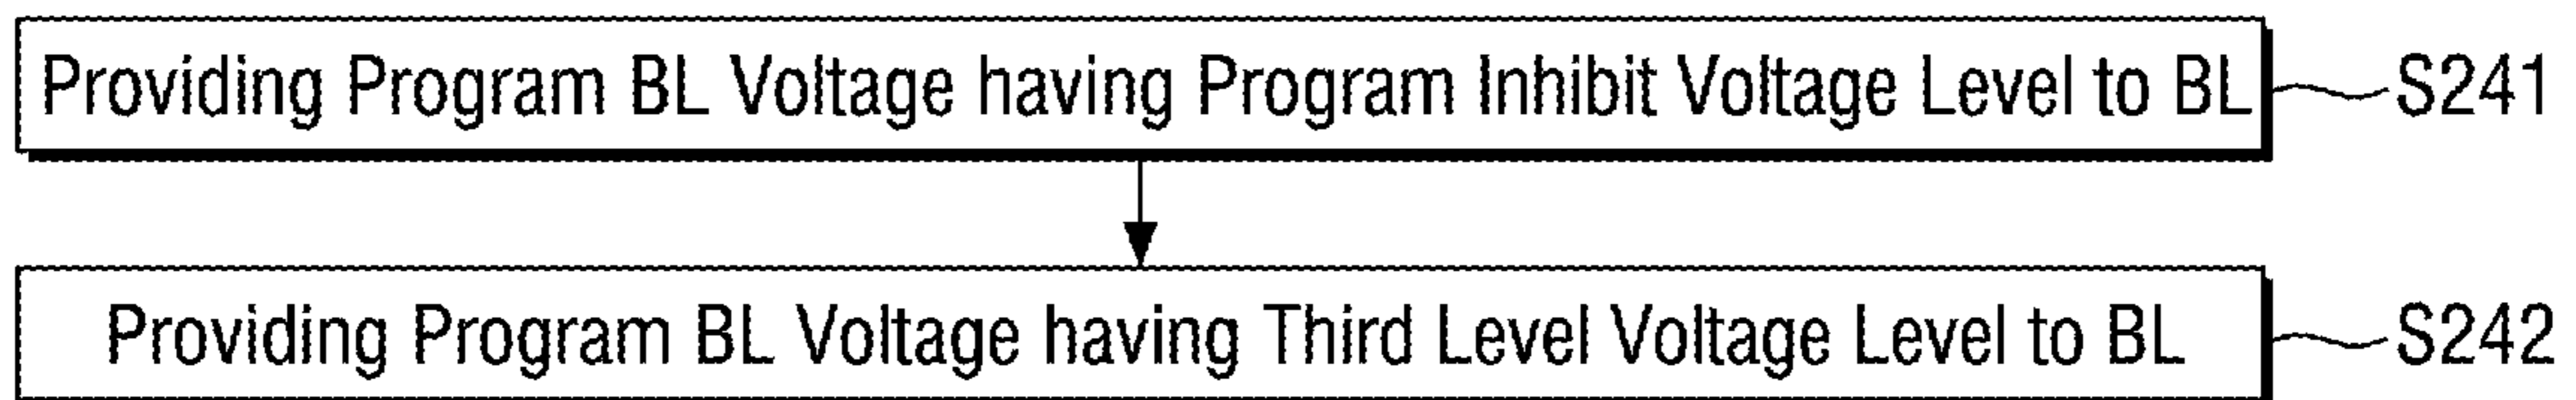 Providing Program BL Voltage having Program Inhibit Voltage Level to BL S241
Providing Program BL Voltage having Third Level Voltage Level to BL S242